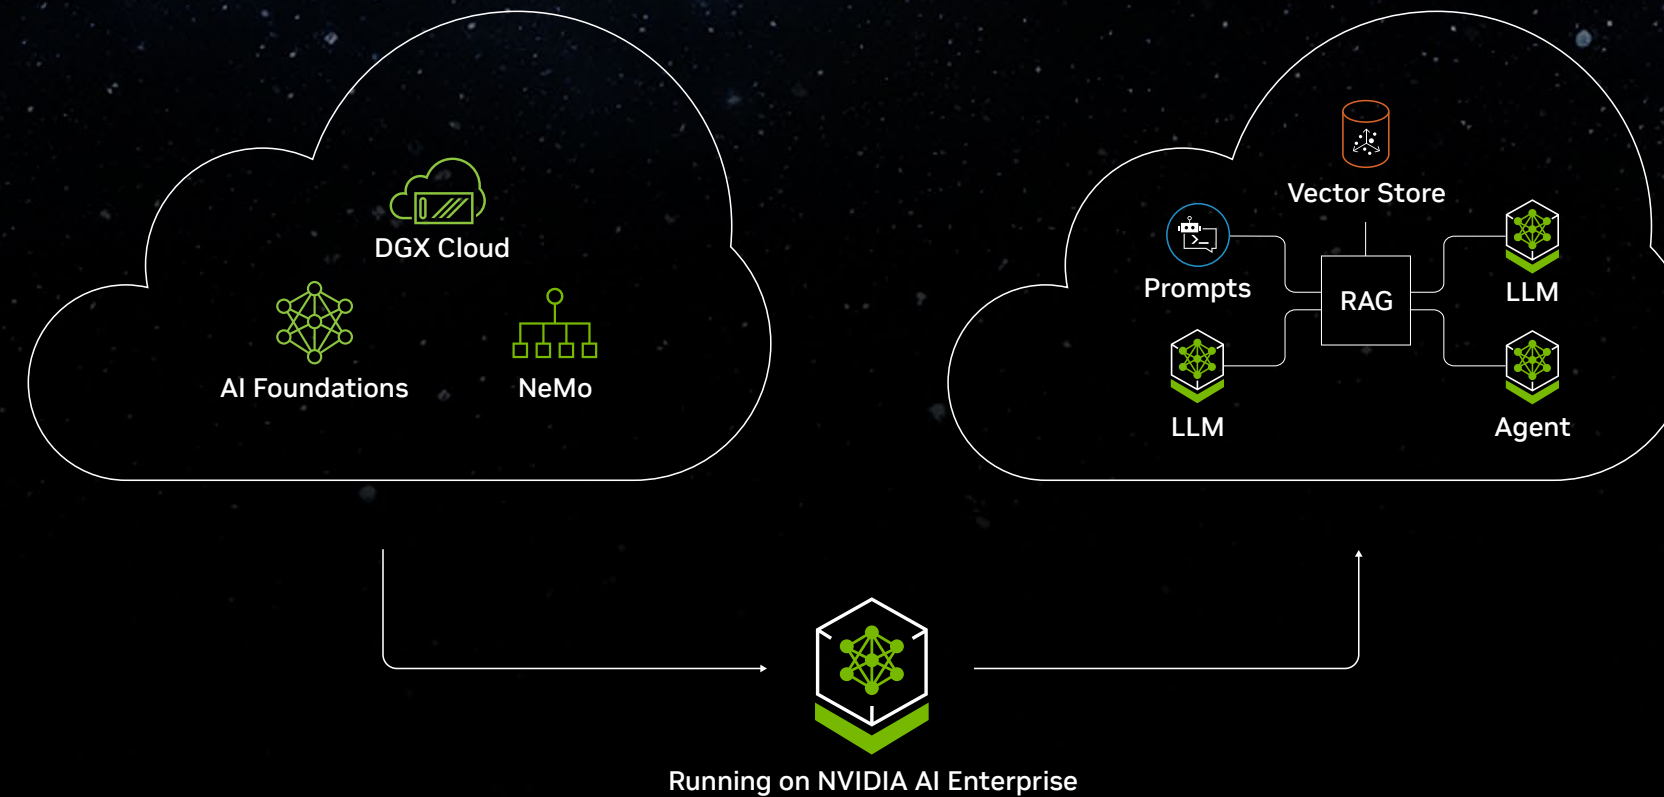 DGX Cloud
AI Foundations
NeMo
Vector Store
Prompts
RAG
LLM
LLM
Agent
Running on NVIDIA AI Enterprise